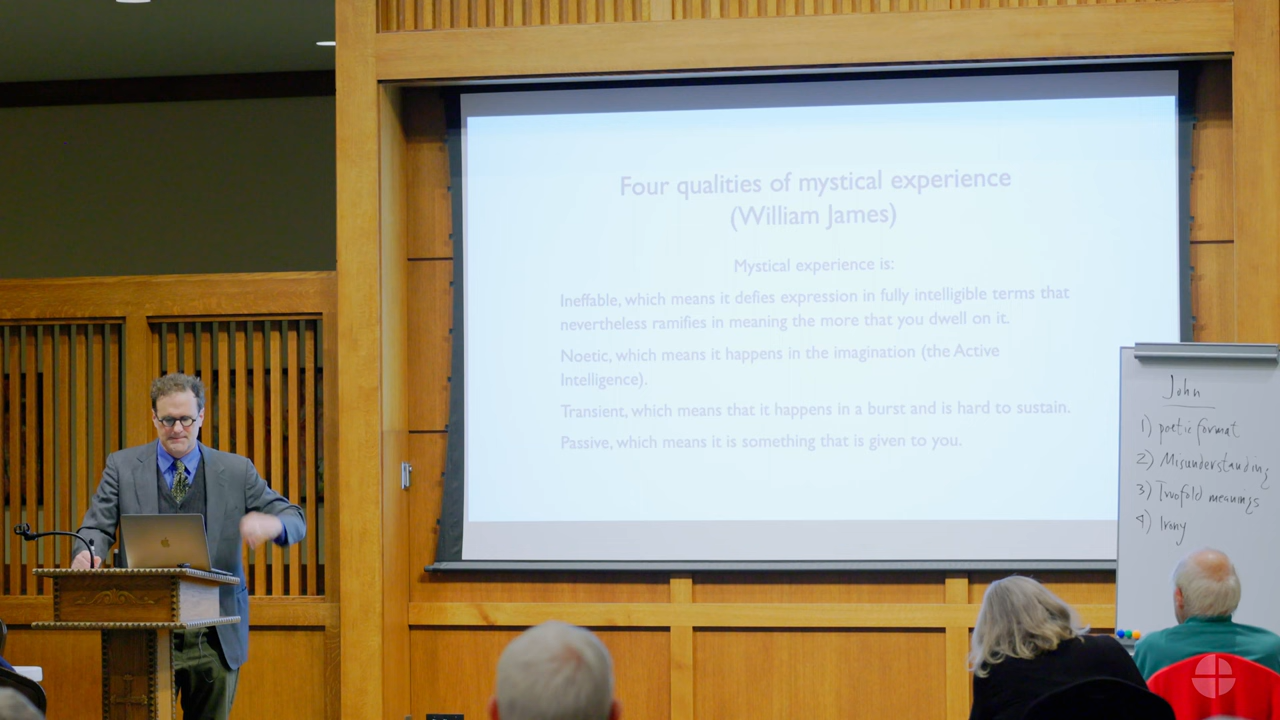 Four qualities of mystical experience
(William James)
Mystical experience is:
Ineffable, which means it defies expression in fully intelligible terms that
nevertheless ramifies in meaning the more that you dwell on it.
Noetic, which means it happens in the imagination (the Active
Intelligence).
Transient, which means that it happens in a burst and is hard to sustain.
Passive, which means it is something that is given to you.
John
1) poetic format
2) Misunderstanding
3) Twofold meanings
4) Irony